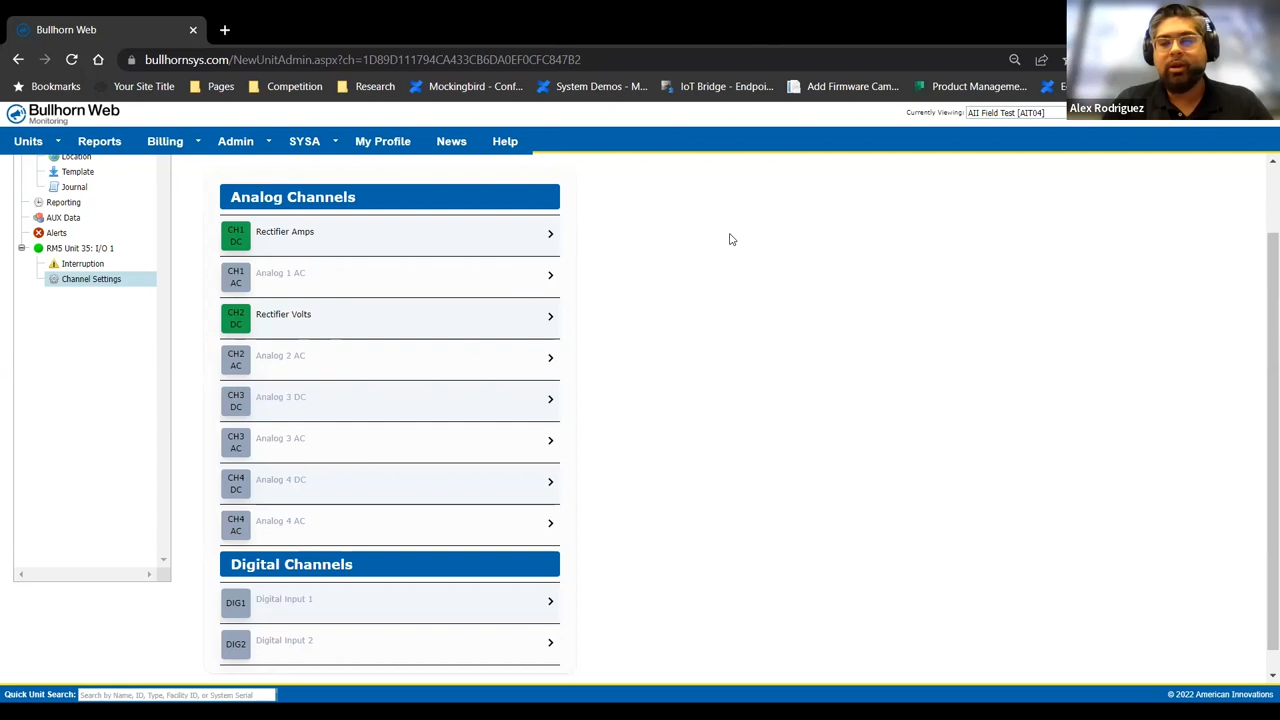 Bullhorn Web
bullhornsys.com/NewUnitAdmin.aspx?ch=1D89D111794CA433CB6DA0EF0CFC847B2
Bookmarks
Your Site Title
Pages
Competition
Research
Mockingbird - Conf...
System Demos - M...
IoT Bridge - Endpoi...
Add Firmware Cam...
Product Manageme...
E
Alex Rodriguez
Bullhorn Web
Monitoring
Currently Viewing:
AII Field Test [AIT04]
Units
Reports
Billing
Admin
SYSA
My Profile
News
Help
Location
Template
Journal
Reporting
AUX Data
Alerts
RM5 Unit 35: I/O 1
Interruption
Channel Settings
Analog Channels
CH1
DC
Rectifier Amps
CH1
AC
Analog 1 AC
CH2
DC
Rectifier Volts
CH2
AC
Analog 2 AC
CH3
DC
Analog 3 DC
CH3
AC
Analog 3 AC
CH4
DC
Analog 4 DC
CH4
AC
Analog 4 AC
Digital Channels
DIG1
Digital Input 1
DIG2
Digital Input 2
Quick Unit Search:
Search by Name, ID, Type, Facility ID, or System Serial
© 2022 American Innovations